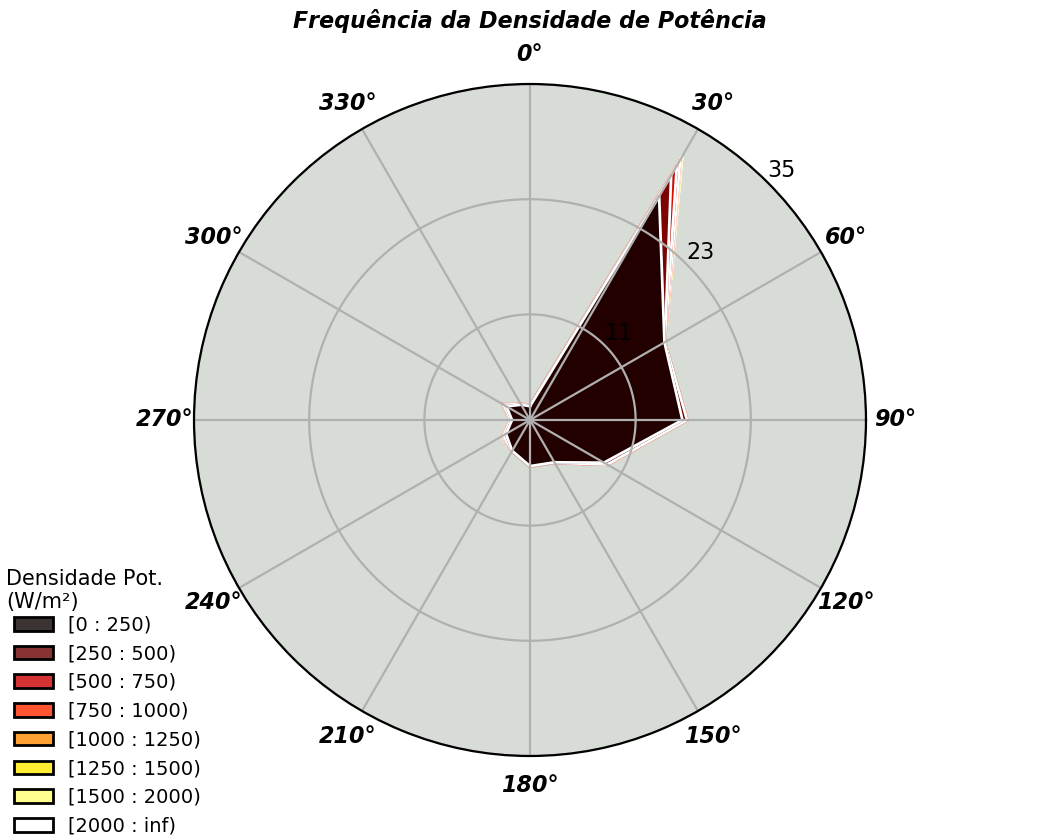 Frequência da Densidade de Potência
0°
330°
30°
35
300°
60°
23
11
270°
90°
240°
120°
210°
150°
180°
Densidade Pot.
(W/m²)
[0 : 250)
[250 : 500)
[500 : 750)
[750 : 1000)
[1000 : 1250)
[1250 : 1500)
[1500 : 2000)
[2000 : inf)